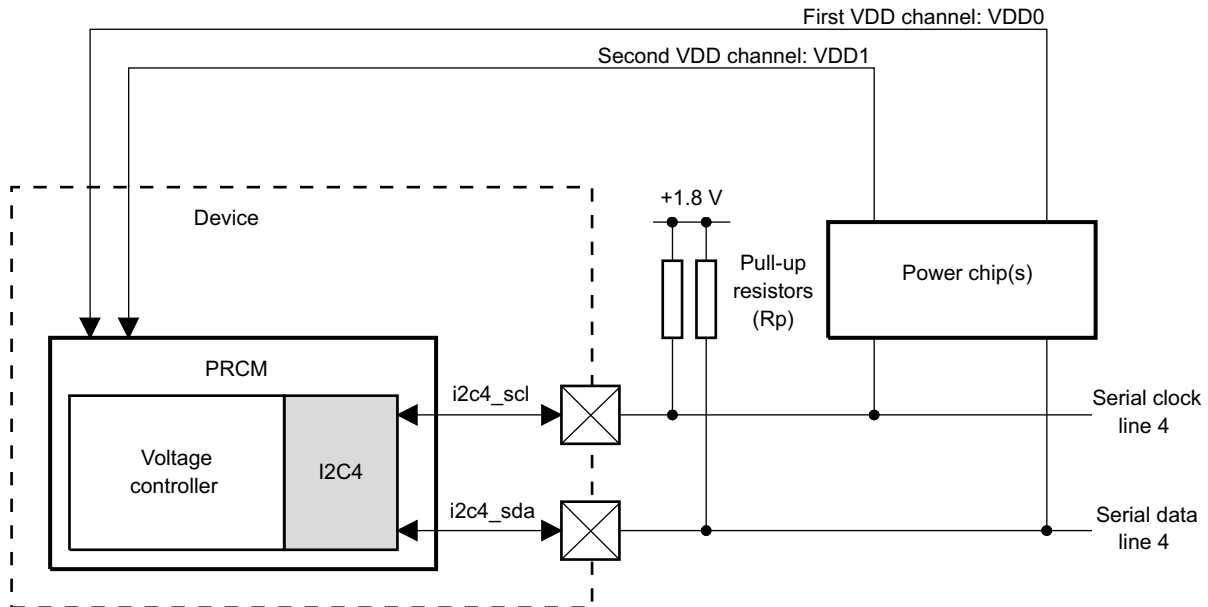 First VDD channel: VDD0
Second VDD channel: VDD1
+1.8 V
Device
Pull-up
resistors
(Rp)
Power chip(s)
PRCM
i2c4_scl
Serial clock
line 4
Voltage
controller
I2C4
i2c4_sda
Serial data
line 4